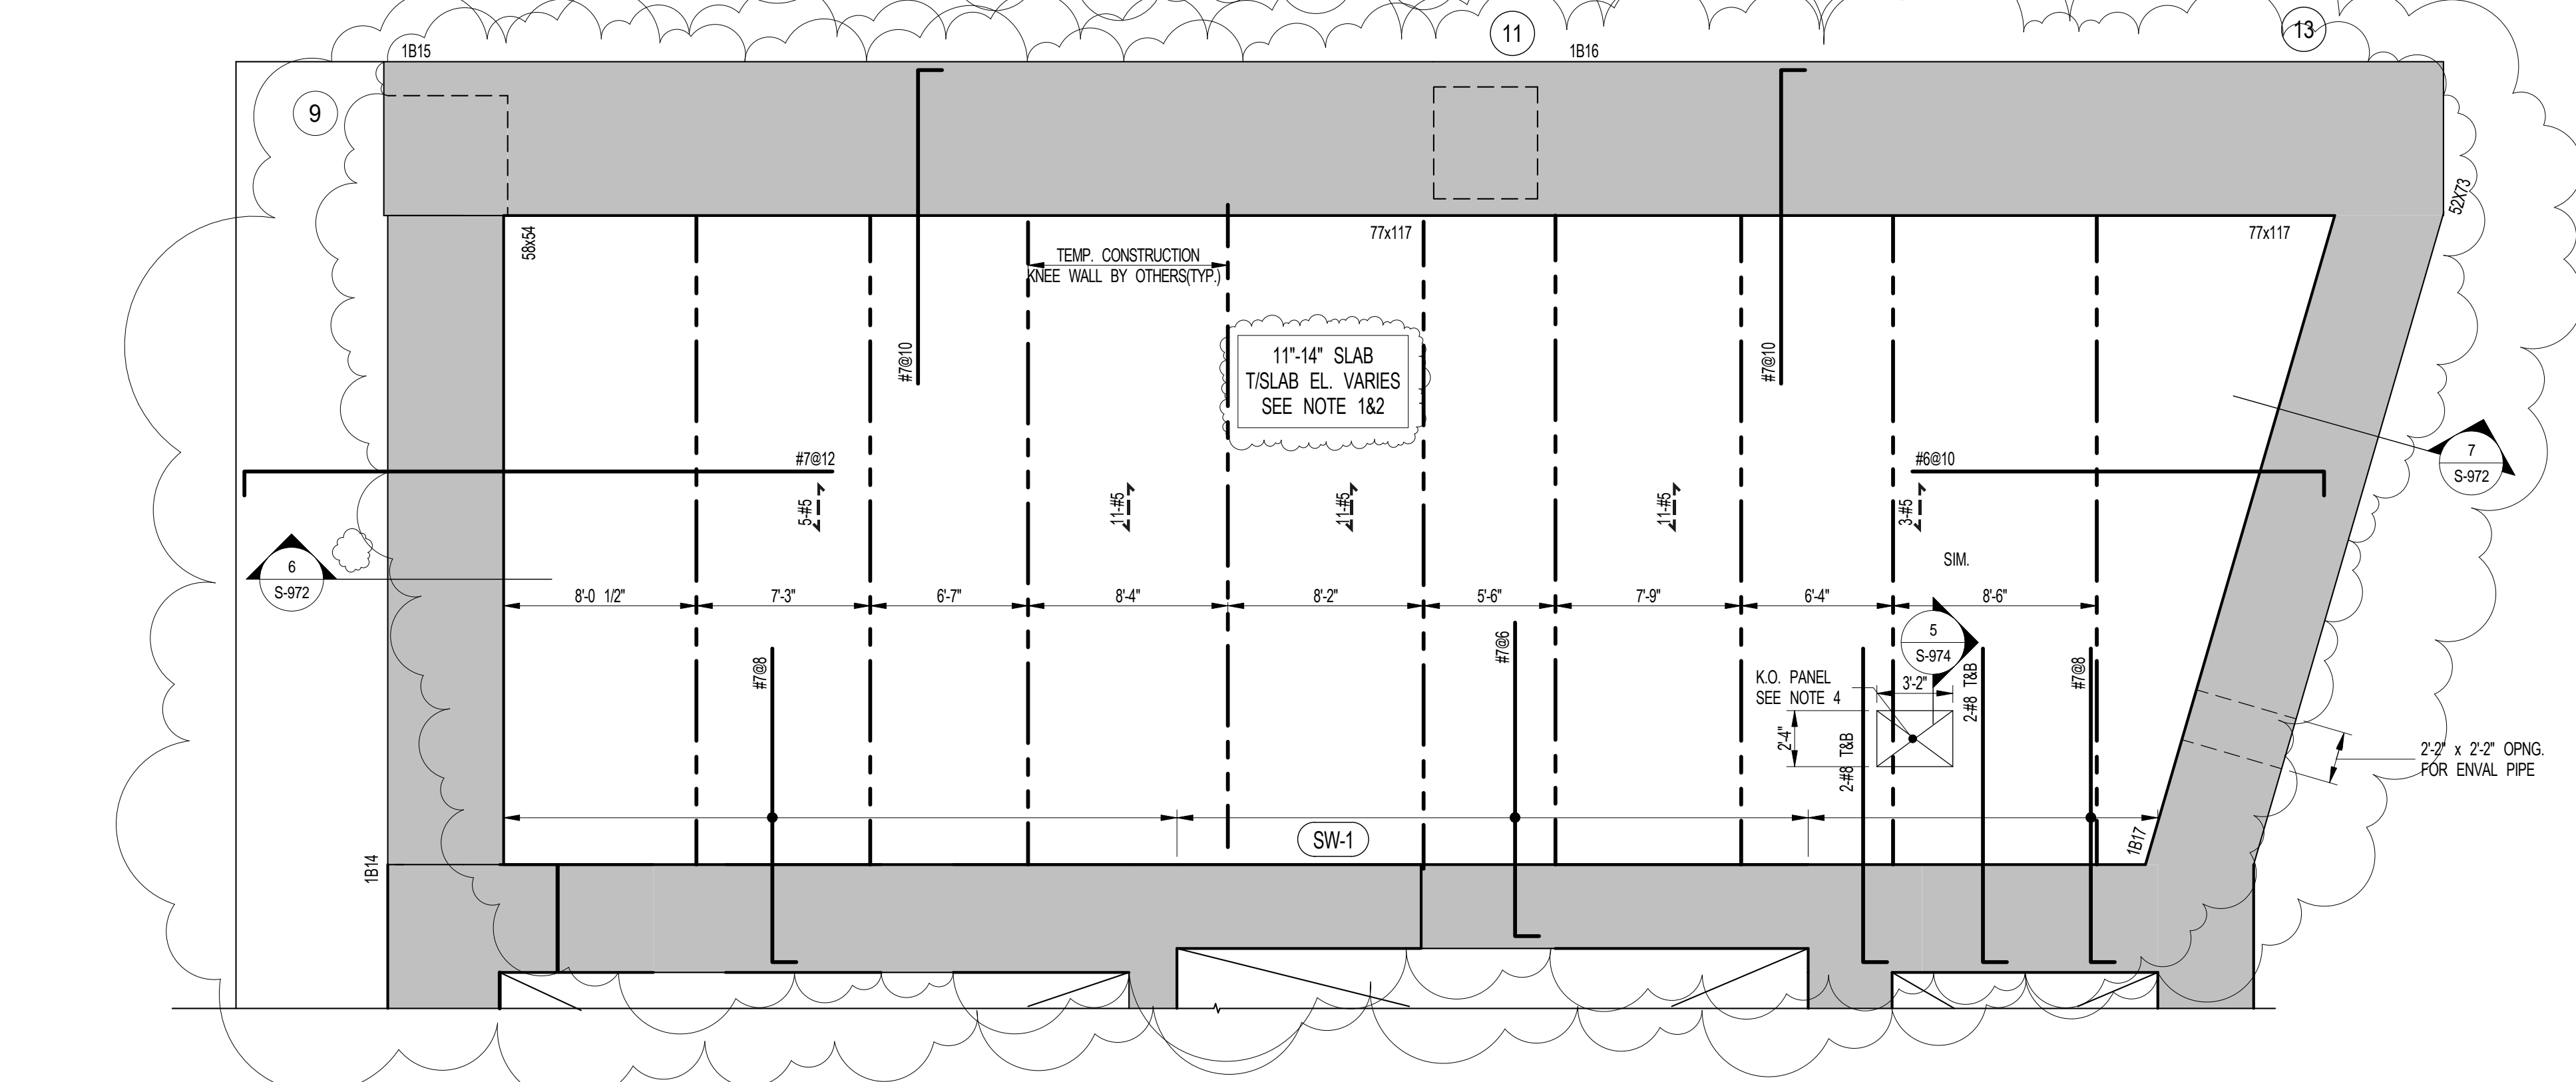 11
13
1B15
1B16
9
52X73
58x54
77x117
77x117
TEMP. CONSTRUCTION
KNEE WALL BY OTHERS(TYP.)
#7@10
#7@10
11"-14" SLAB
T/SLAB EL. VARIES
SEE NOTE 1&2
7
S-972
#7@12
#6@10
5-#5
11-#5
11-#5
11-#5
3-#5
6
S-972
SIM.
8'-0 1/2"
7'-3"
6'-7"
8'-4"
8'-2"
5'-6"
7'-9"
6'-4"
8'-6"
5
S-974
#7@8
#7@6
#7@8
K.O. PANEL
SEE NOTE 4
3'-2"
2-#8 T&B
2'-4"
2-#8 T&B
2'-2" x 2'-2" OPNG.
FOR ENVAL PIPE
SW-1
1B17
1B14